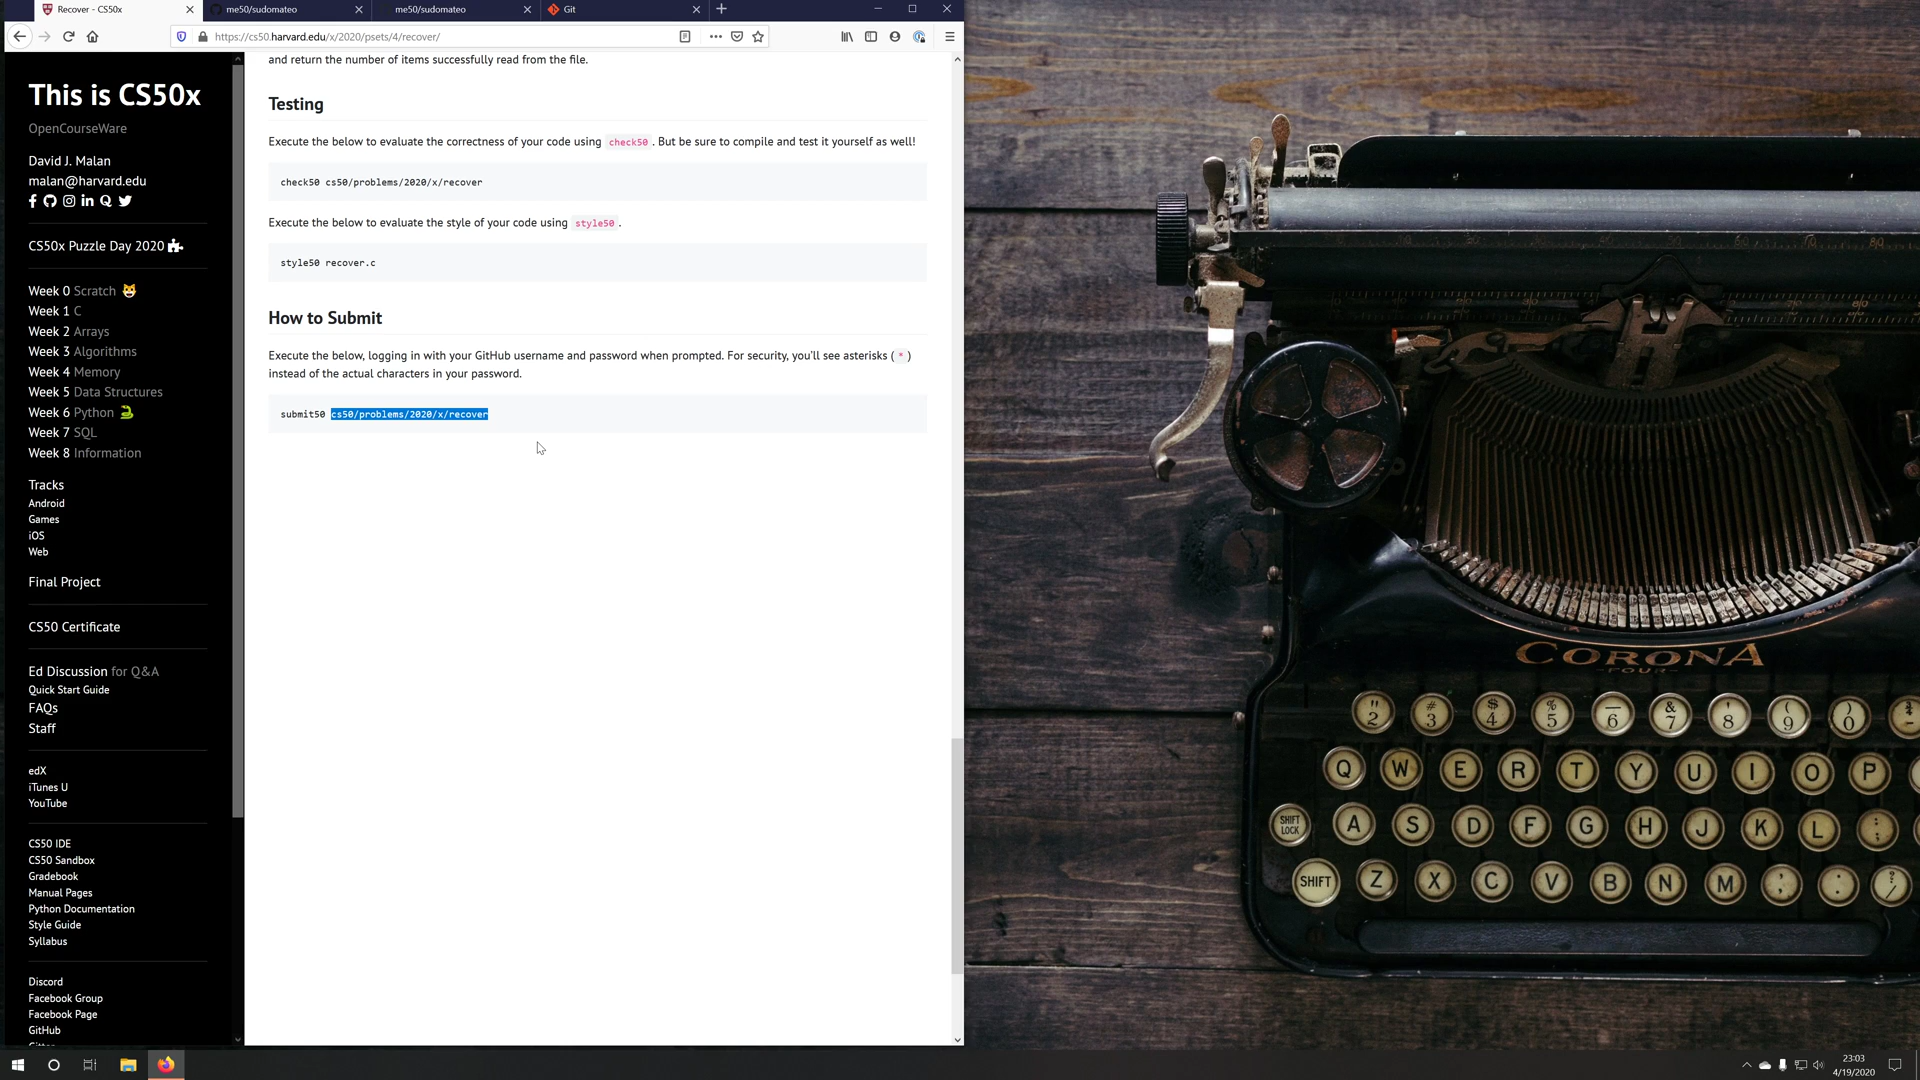 Recover - CS50x
me50/sudomateo
me50/sudomateo
Git
https://cs50.harvard.edu/x/2020/psets/4/recover/
This is CS50x
OpenCourseWare
David J. Malan
malan@harvard.edu
CS50x Puzzle Day 2020
Week 0 Scratch
Week 1 C
Week 2 Arrays
Week 3 Algorithms
Week 4 Memory
Week 5 Data Structures
Week 6 Python
Week 7 SQL
Week 8 Information
Tracks
Android
Games
iOS
Web
Final Project
CS50 Certificate
Ed Discussion for Q&A
Quick Start Guide
FAQs
Staff
edX
iTunes U
YouTube
CS50 IDE
CS50 Sandbox
Gradebook
Manual Pages
Python Documentation
Style Guide
Syllabus
Discord
Facebook Group
Facebook Page
GitHub
and return the number of items successfully read from the file.
Testing
Execute the below to evaluate the correctness of your code using check50 . But be sure to compile and test it yourself as well!
check50 cs50/problems/2020/x/recover
Execute the below to evaluate the style of your code using style50 .
style50 recover.c
How to Submit
Execute the below, logging in with your GitHub username and password when prompted. For security, you'll see asterisks ( * )
instead of the actual characters in your password.
submit50 cs50/problems/2020/x/recover
CORONA
FOUR
" 2 # 3 $ 4 % 5 _ 6 & 7 ' 8 ( 9 ) 0
Q W E R T Y U I O P
SHIFT LOCK A S D F G H J K L
SHIFT Z X C V B N M
23:03
4/19/2020